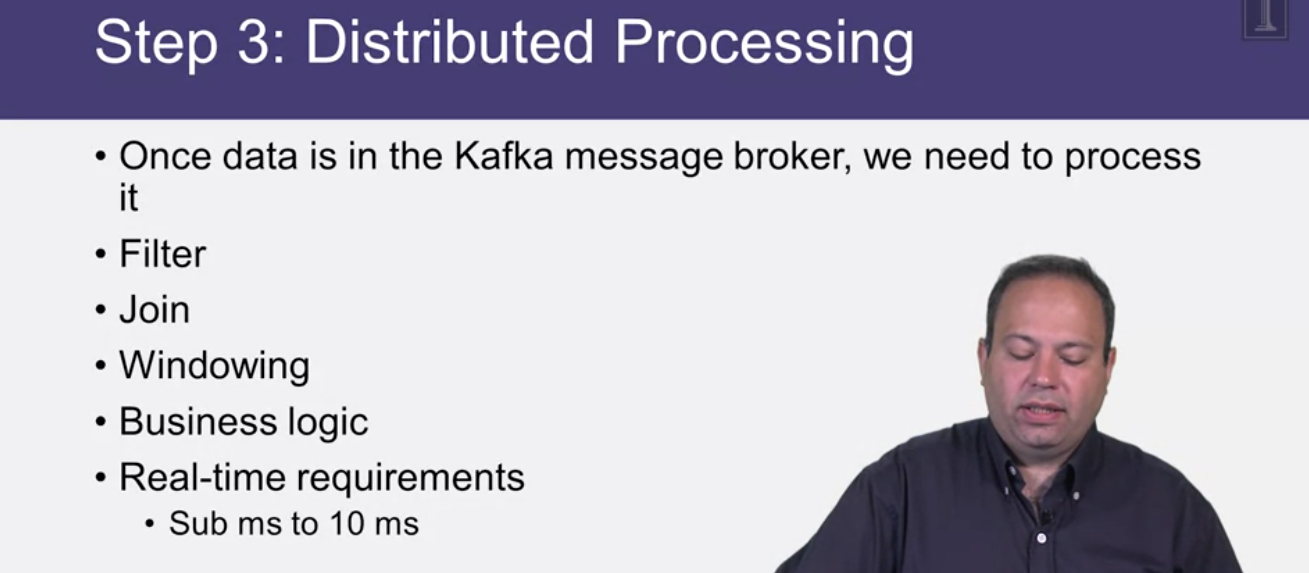 Step 3: Distributed Processing
• Once data is in the Kafka message broker, we need to process
it
• Filter
• Join
• Windowing
• Business logic
• Real-time requirements
• Sub ms to 10 ms